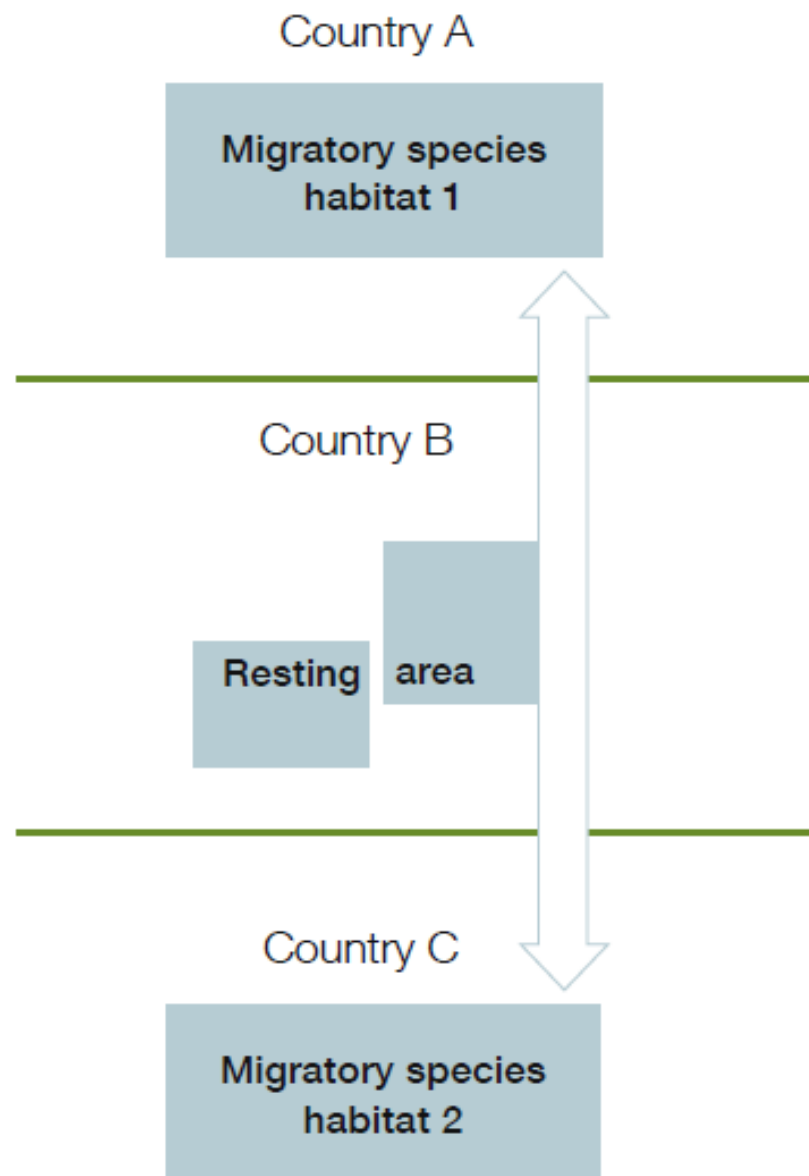 Country A
Migratory species
habitat 1
Country B
Resting area
Country C
Migratory species
habitat 2